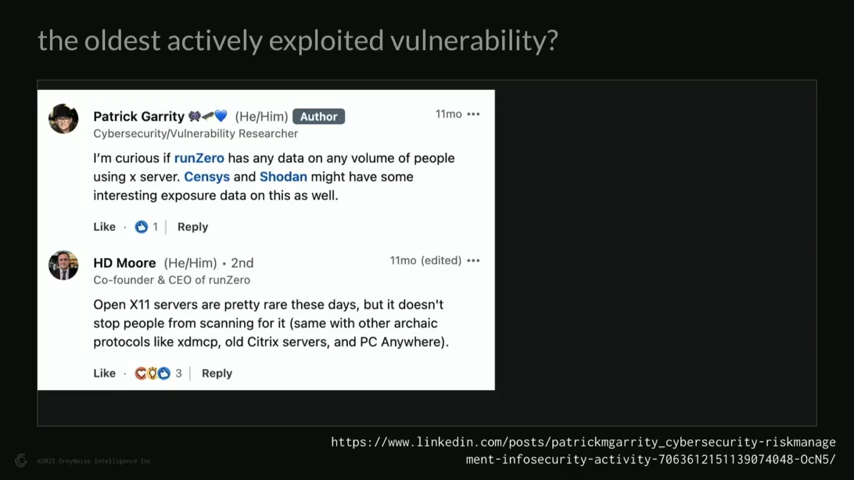 the oldest actively exploited vulnerability?
Patrick Garrity (He/Him) Author
11mo
Cybersecurity/Vulnerability Researcher
I'm curious if runZero has any data on any volume of people
using x server. Censys and Shodan might have some
interesting exposure data on this as well.
Like · 1 | Reply
HD Moore (He/Him) • 2nd
11mo (edited)
Co-founder & CEO of runZero
Open X11 servers are pretty rare these days, but it doesn't
stop people from scanning for it (same with other archaic
protocols like xdmcp, old Citrix servers, and PC Anywhere).
Like · 3 | Reply
https://www.linkedin.com/posts/patrickmgarrity_cybersecurity-riskmanage
ment-infosecurity-activity-7063612151139074048-OcN5/
©2023 GreyNoise Intelligence Inc